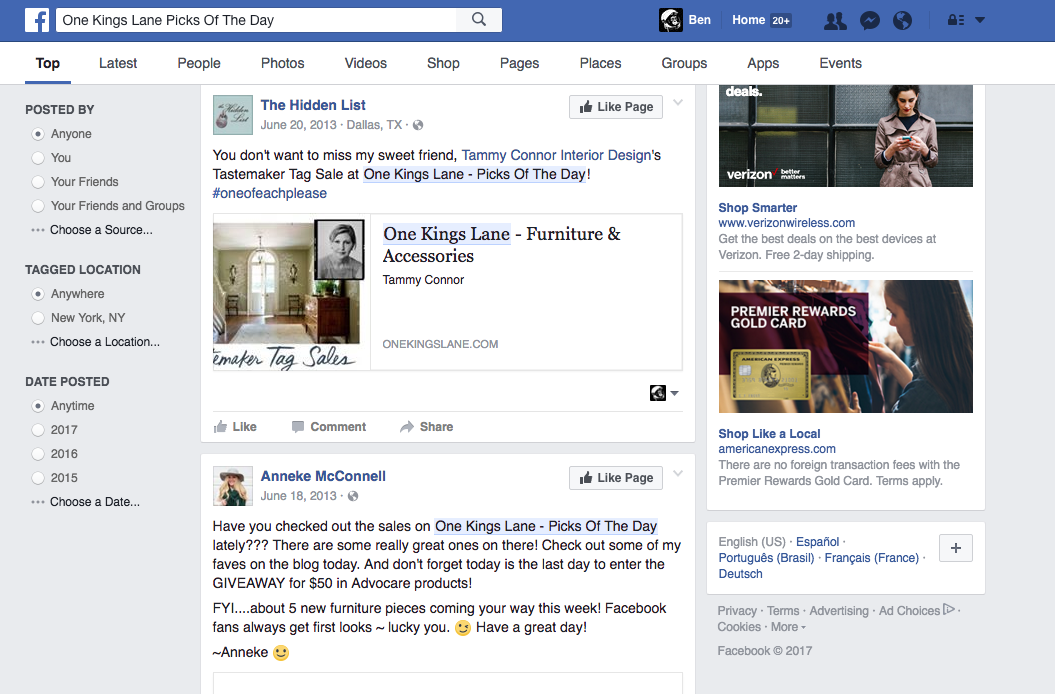 One Kings Lane Picks Of The Day
Ben
Home 20+
Top
Latest
People
Photos
Videos
Shop
Pages
Places
Groups
Apps
Events
POSTED BY
Anyone
You
Your Friends
Your Friends and Groups
Choose a Source...
TAGGED LOCATION
Anywhere
New York, NY
Choose a Location...
DATE POSTED
Anytime
2017
2016
2015
Choose a Date...
The Hidden List
June 20, 2013 · Dallas, TX ·
Like Page
You don't want to miss my sweet friend, Tammy Connor Interior Design's
Tastemaker Tag Sale at One Kings Lane - Picks Of The Day!
#oneofeachplease
temaker Tag Sales
One Kings Lane - Furniture &
Accessories
Tammy Connor
ONEKINGSLANE.COM
Like
Comment
Share
Anneke McConnell
June 18, 2013 ·
Like Page
Have you checked out the sales on One Kings Lane - Picks Of The Day
lately??? There are some really great ones on there! Check out some of my
faves on the blog today. And don't forget today is the last day to enter the
GIVEAWAY for $50 in Advocare products!
FYI....about 5 new furniture pieces coming your way this week! Facebook
fans always get first looks ~ lucky you. 😉 Have a great day!
~Anneke 🙂
deals.
verizon
better
matters
Shop Smarter
www.verizonwireless.com
Get the best deals on the best devices at
Verizon. Free 2-day shipping.
PREMIER REWARDS
GOLD CARD
AMERICAN EXPRESS
Shop Like a Local
americanexpress.com
There are no foreign transaction fees with the
Premier Rewards Gold Card. Terms apply.
English (US) · Español ·
Português (Brasil) · Français (France) ·
Deutsch
Privacy · Terms · Advertising · Ad Choices ·
Cookies · More
Facebook © 2017